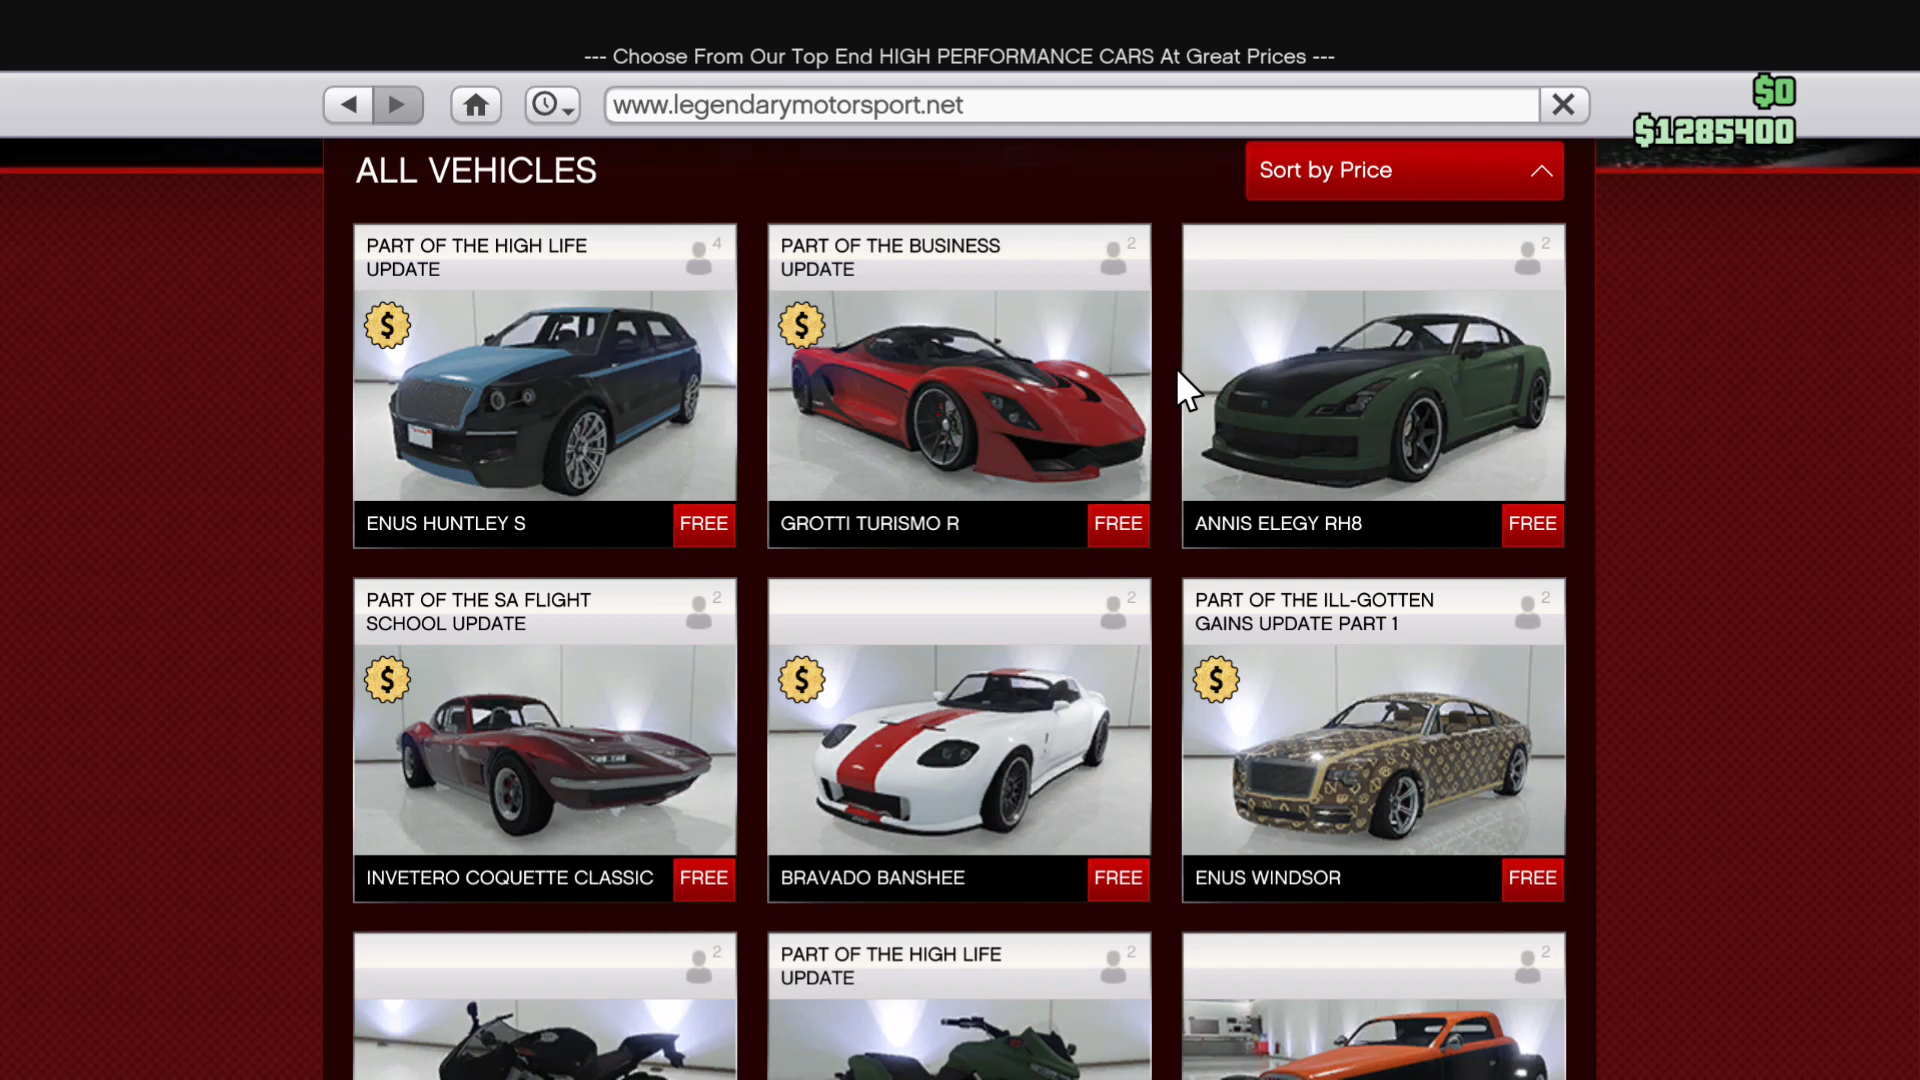 --- Choose From Our Top End HIGH PERFORMANCE CARS At Great Prices ---
www.legendarymotorsport.net
$0
$1285400
ALL VEHICLES
Sort by Price
PART OF THE HIGH LIFE
UPDATE
4
$
ENUS HUNTLEY S
FREE
PART OF THE BUSINESS
UPDATE
2
$
GROTTI TURISMO R
FREE
2
ANNIS ELEGY RH8
FREE
PART OF THE SA FLIGHT
SCHOOL UPDATE
2
$
INVETERO COQUETTE CLASSIC
FREE
2
$
BRAVADO BANSHEE
FREE
PART OF THE ILL-GOTTEN
GAINS UPDATE PART 1
2
$
ENUS WINDSOR
FREE
2
PART OF THE HIGH LIFE
UPDATE
2
2